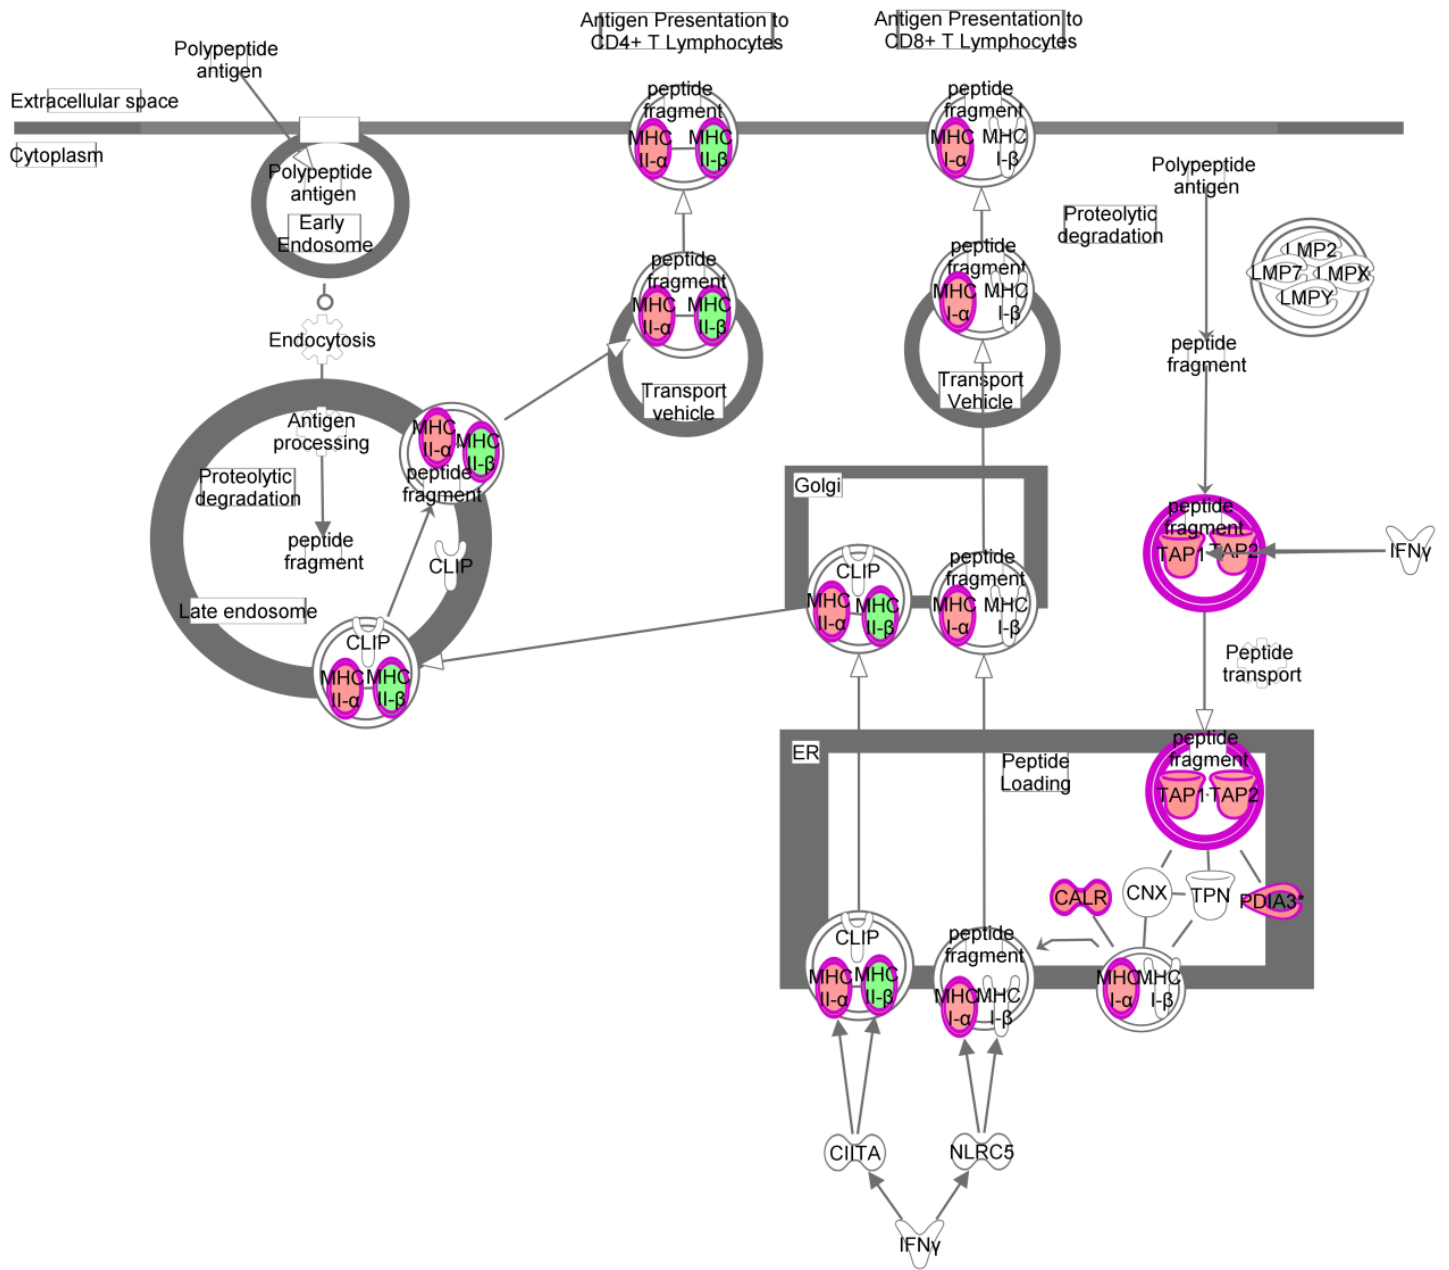 Antigen Presentation to
CD4+ T Lymphocytes
Antigen Presentation to
CD8+ T Lymphocytes
Polypeptide
antigen
Extracellular space
Cytoplasm
Polypeptide
antigen
Early
Endosome
peptide
fragment
MHC
II-α
MHC
II-β
peptide
fragment
MHC
I-α
MHC
I-β
Polypeptide
antigen
Proteolytic
degradation
LMP2
LMP7
LMPX
LMPY
peptide
fragment
MHC
II-α
MHC
II-β
Transport
vehicle
peptide
fragment
MHC
I-α
MHC
I-β
Transport
Vehicle
Endocytosis
peptide
fragment
Antigen
processing
Proteolytic
degradation
peptide
fragment
MHC
II-α
MHC
II-β
peptide
fragment
CLIP
Late endosome
CLIP
MHC
II-α
MHC
II-β
Golgi
CLIP
MHC
II-α
MHC
II-β
peptide
fragment
MHC
I-α
MHC
I-β
peptide
fragment
TAP1
TAP2
IFNγ
Peptide
transport
ER
Peptide
Loading
peptide
fragment
TAP1
TAP2
CALR
CNX
TPN
PDIA3*
CLIP
MHC
II-α
MHC
II-β
peptide
fragment
MHC
I-α
MHC
I-β
MHC
I-α
MHC
I-β
CIITA
NLRC5
IFNγ